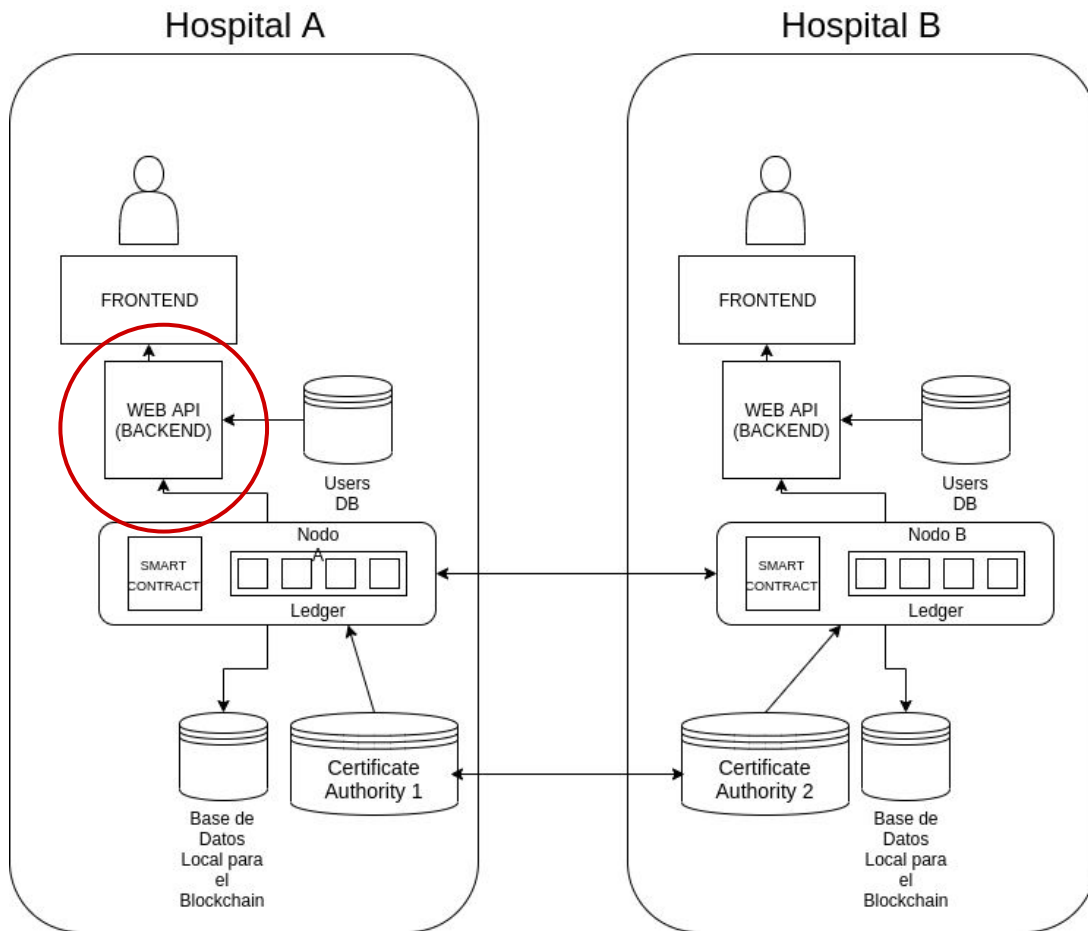 Hospital A
FRONTEND
WEB API
(BACKEND)
Users
DB
Nodo
A
SMART
CONTRACT
Ledger
Certificate
Authority 1
Base de
Datos
Local para
el
Blockchain
Hospital B
FRONTEND
WEB API
(BACKEND)
Users
DB
Nodo B
SMART
CONTRACT
Ledger
Certificate
Authority 2
Base de
Datos
Local para
el
Blockchain